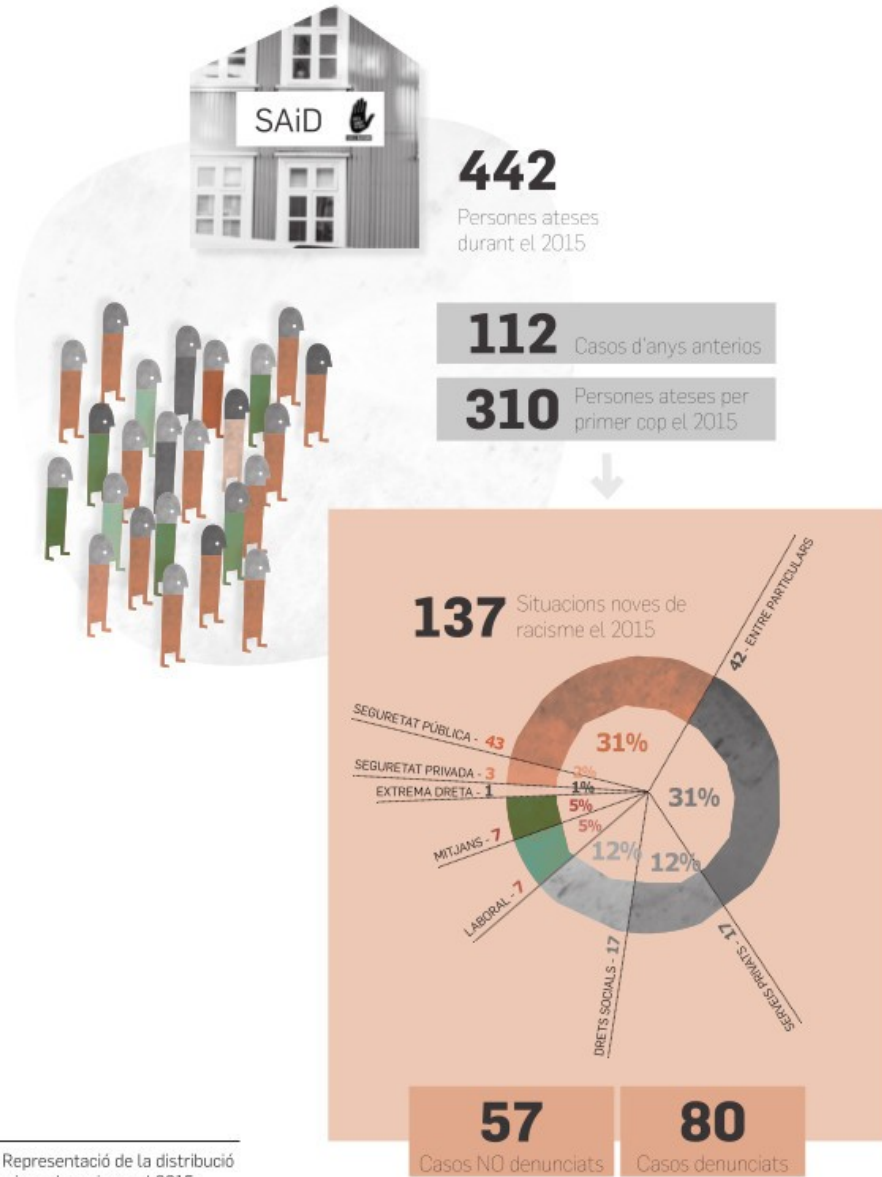 SAiD
442
Persones ateses
durant el 2015
112 Casos d'anys anterios
310 Persones ateses per
primer cop el 2015
137 Situacions noves de
racisme el 2015
42 - ENTRE PARTICULARS
SEGURETAT PÚBLICA - 43
31%
SEGURETAT PRIVADA - 3
2%
EXTREMA DRETA - 1
1%
31%
5%
MITJANS - 7
5%
12%
12%
LABORAL - 7
17 - SERVEIS PRIVATS
DRETS SOCIALS - 17
57
Casos NO denunciats
80
Casos denunciats
Representació de la distribució